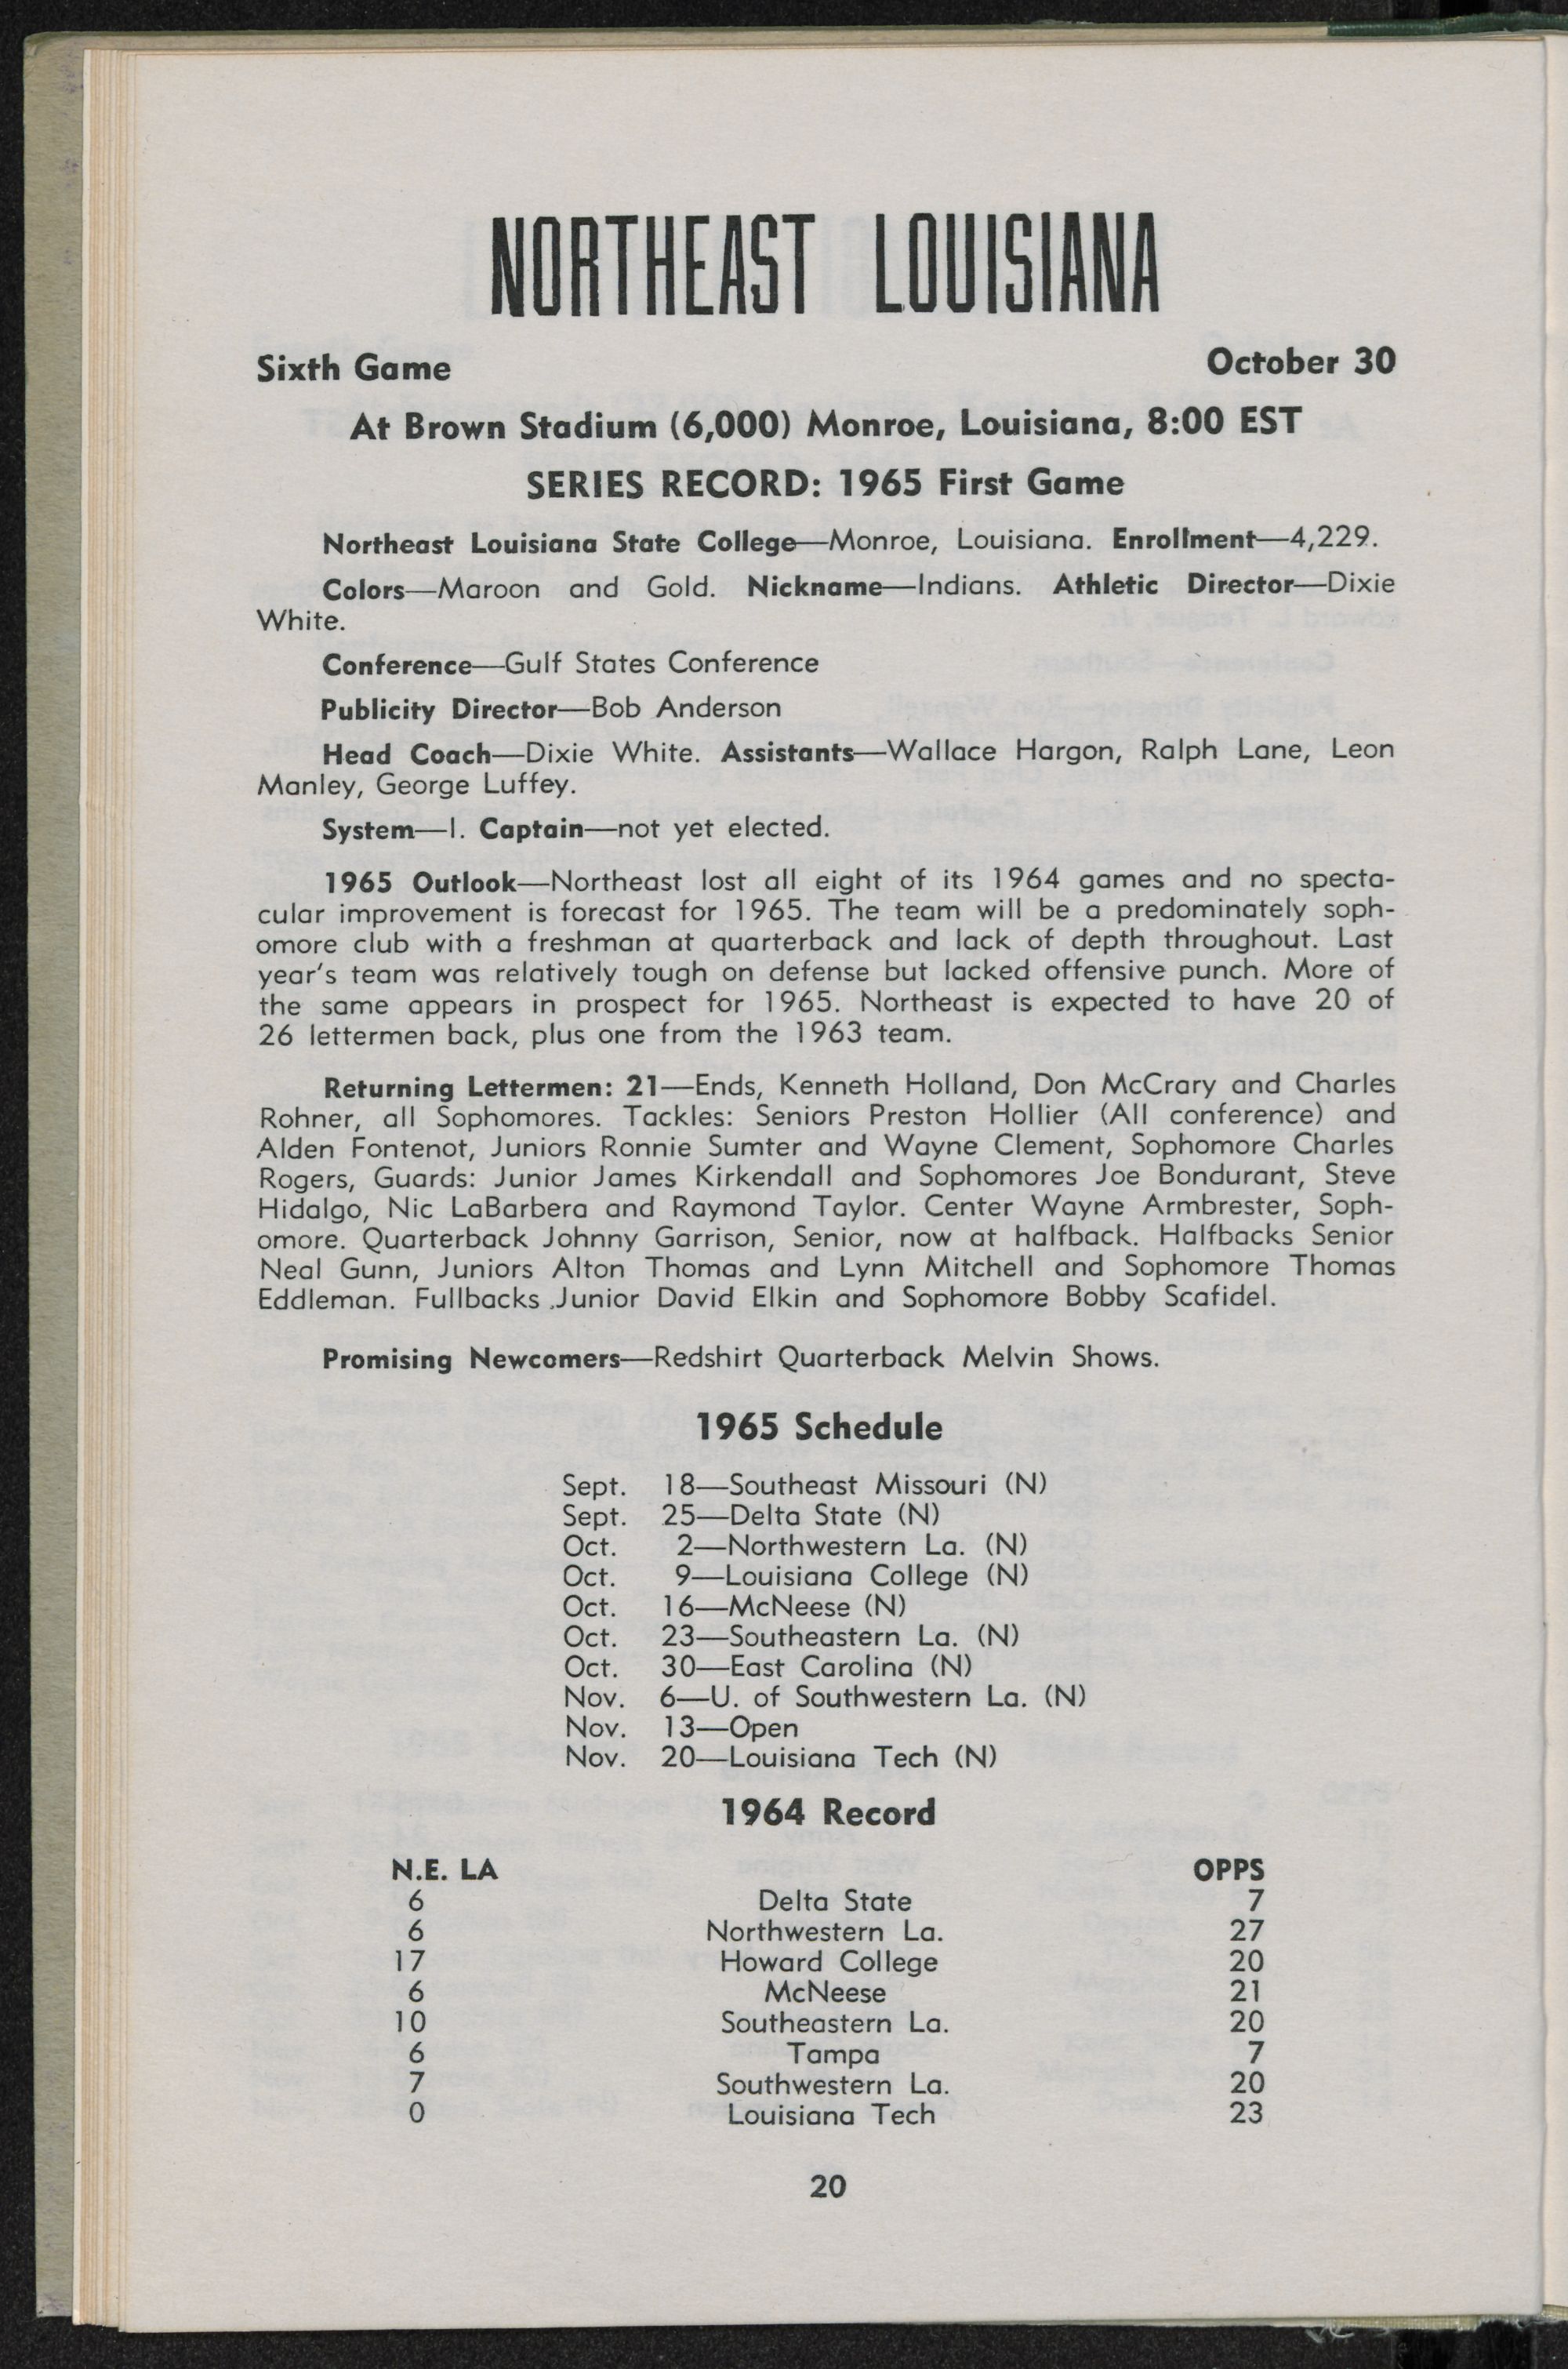 NORTHEAST LOUISIANA
Sixth Game October 30
At Brown Stadium (6,000) Monroe, Louisiana, 8:00 EST
SERIES RECORD: 1965 First Game
Northeast Louisiana State College—Monroe, Louisiana. Enrollment—4,229.
Colors—Maroon and Gold. Nickname—Indians. Athletic Director—Dixie
White.
Conference—Gulf States Conference
Publicity Director—Bob Anderson
Head Coach—Dixie White. Assistants—Wallace Hargon, Ralph Lane, Leon
Manley, George Luffey.
System—I. Captain—not yet elected.
1965 Outlook—Northeast lost all eight of its 1964 games and no specta-
cular improvement is forecast for 1965. The team will be a predominately soph-
omore club with a freshman at quarterback and lack of depth throughout. Last
year's team was relatively tough on defense but lacked offensive punch. More of
the same appears in prospect for 1965. Northeast is expected to have 20 of
26 lettermen back, plus one from the 1963 team.
Returning Lettermen: 21—Ends, Kenneth Holland, Don McCrary and Charles
Rohner, all Sophomores. Tackles: Seniors Preston Hollier (All conference) and
Alden Fontenot, Juniors Ronnie Sumter and Wayne Clement, Sophomore Charles
Rogers, Guards: Junior James Kirkendall and Sophomores Joe Bondurant, Steve
Hidalgo, Nic LaBarbera and Raymond Taylor. Center Wayne Armbrester, Soph-
omore. Quarterback Johnny Garrison, Senior, now at halfback. Halfbacks Senior
Neal Gunn, Juniors Alton Thomas and Lynn Mitchell and Sophomore Thomas
Eddleman. Fullbacks ,Junior David Elkin and Sophomore Bobby Scafidel.
Promising Newcomers—Redshirt Quarterback Melvin Shows.
1965 Schedule
Sept. 18—Southeast Missouri (N)
Sept. 25—Delta State (N)
Oct. 2—Northwestern La. (N)
Oct. 9—Louisiana College (N)
Oct. 16—McNeese (N)
Oct. 23—Southeastern La. (N)
Oct. 30—East Carolina (N)
Nov. 6—U. of Southwestern La. (N)
Nov. 13—Open
Nov. 20—Louisiana Tech (N)
1964 Record
N.E. LA OPPS
6 Delta State 7
6 Northwestern La. 27
17 Howard College 20
6 McNeese 21
10 Southeastern La. 20
6 Tampa 7
7 Southwestern La. 20
0 Louisiana Tech 23
20